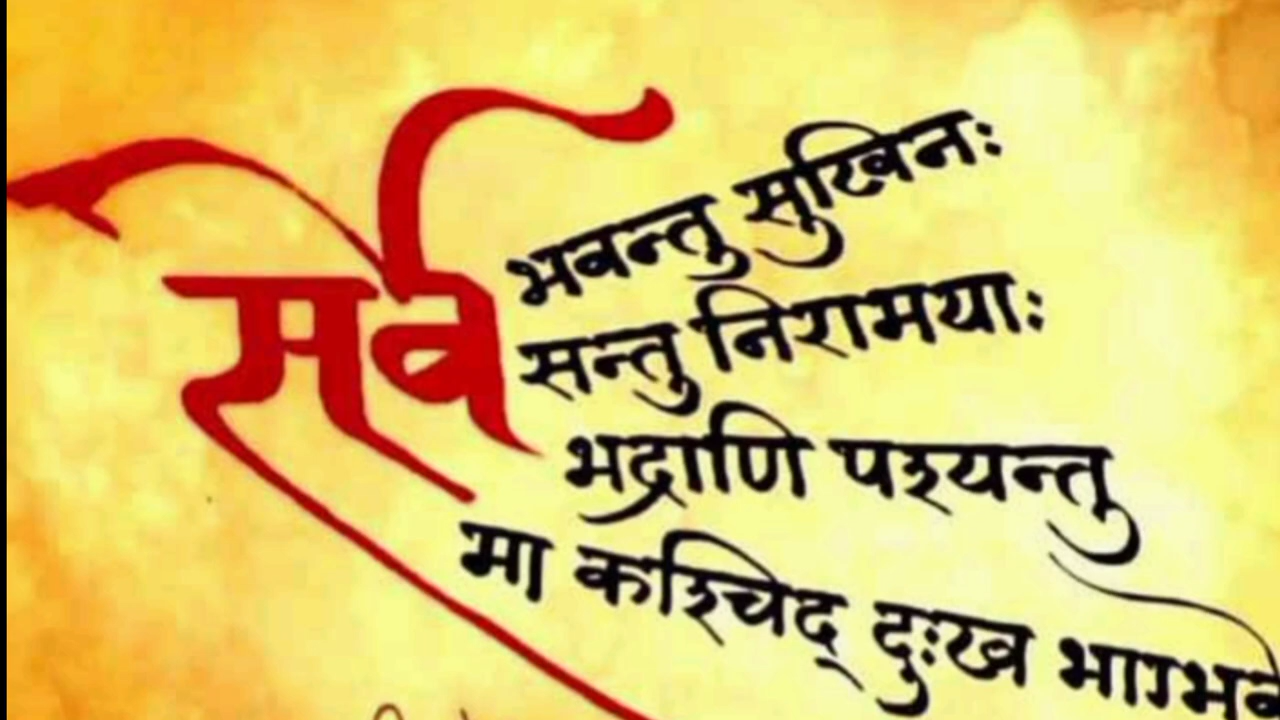 सर्वे
भवन्तु सुखिनः
सन्तु निरामयाः
भद्राणि पश्यन्तु
मा कश्चिद् दुःख